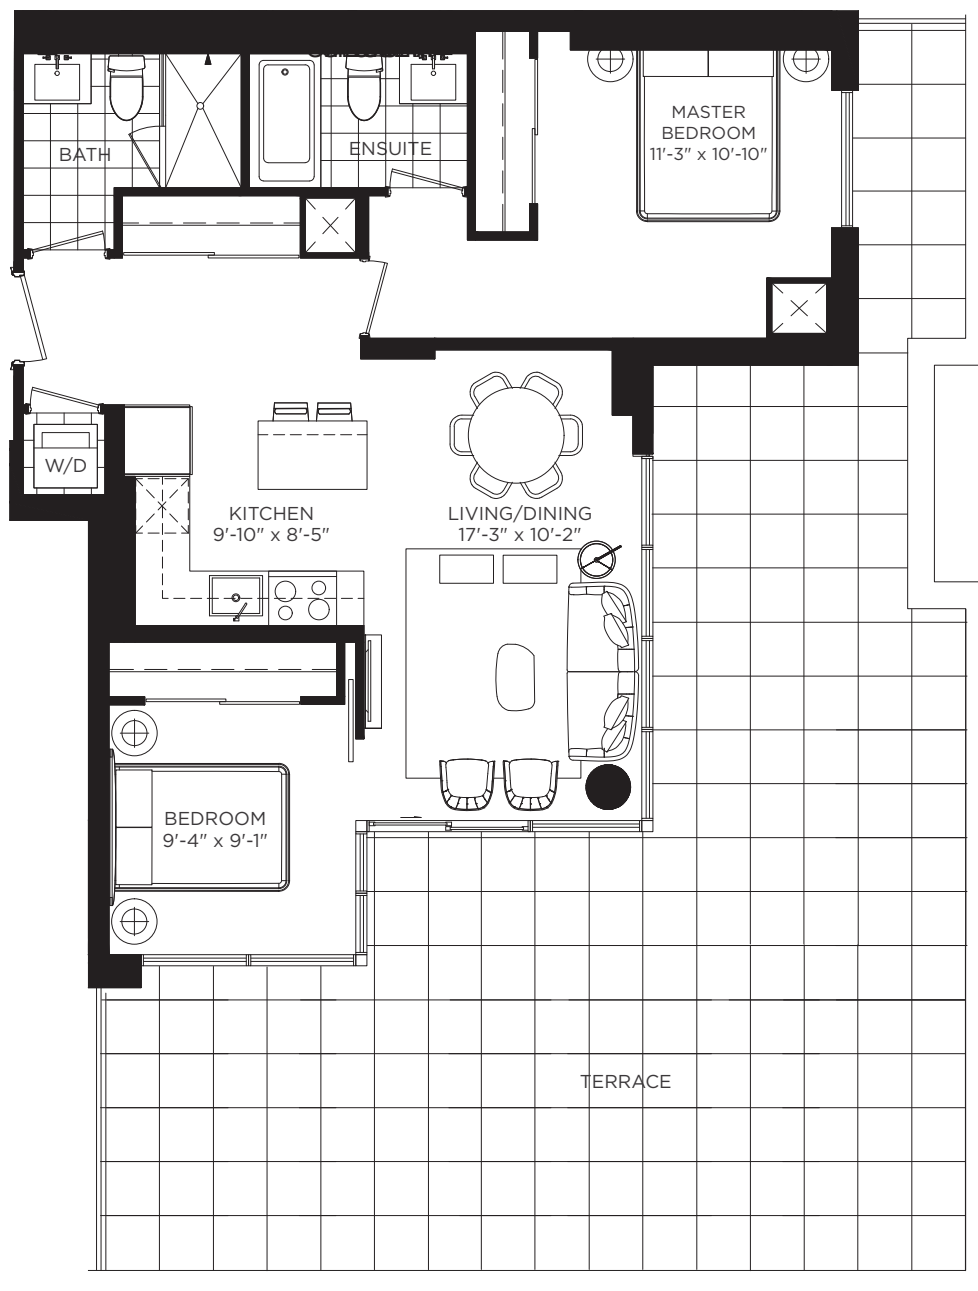 MASTER
BEDROOM
11'-3" x 10'-10"
BATH
ENSUITE
W/D
KITCHEN
9'-10" x 8'-5"
LIVING/DINING
17'-3" x 10'-2"
BEDROOM
9'-4" x 9'-1"
TERRACE